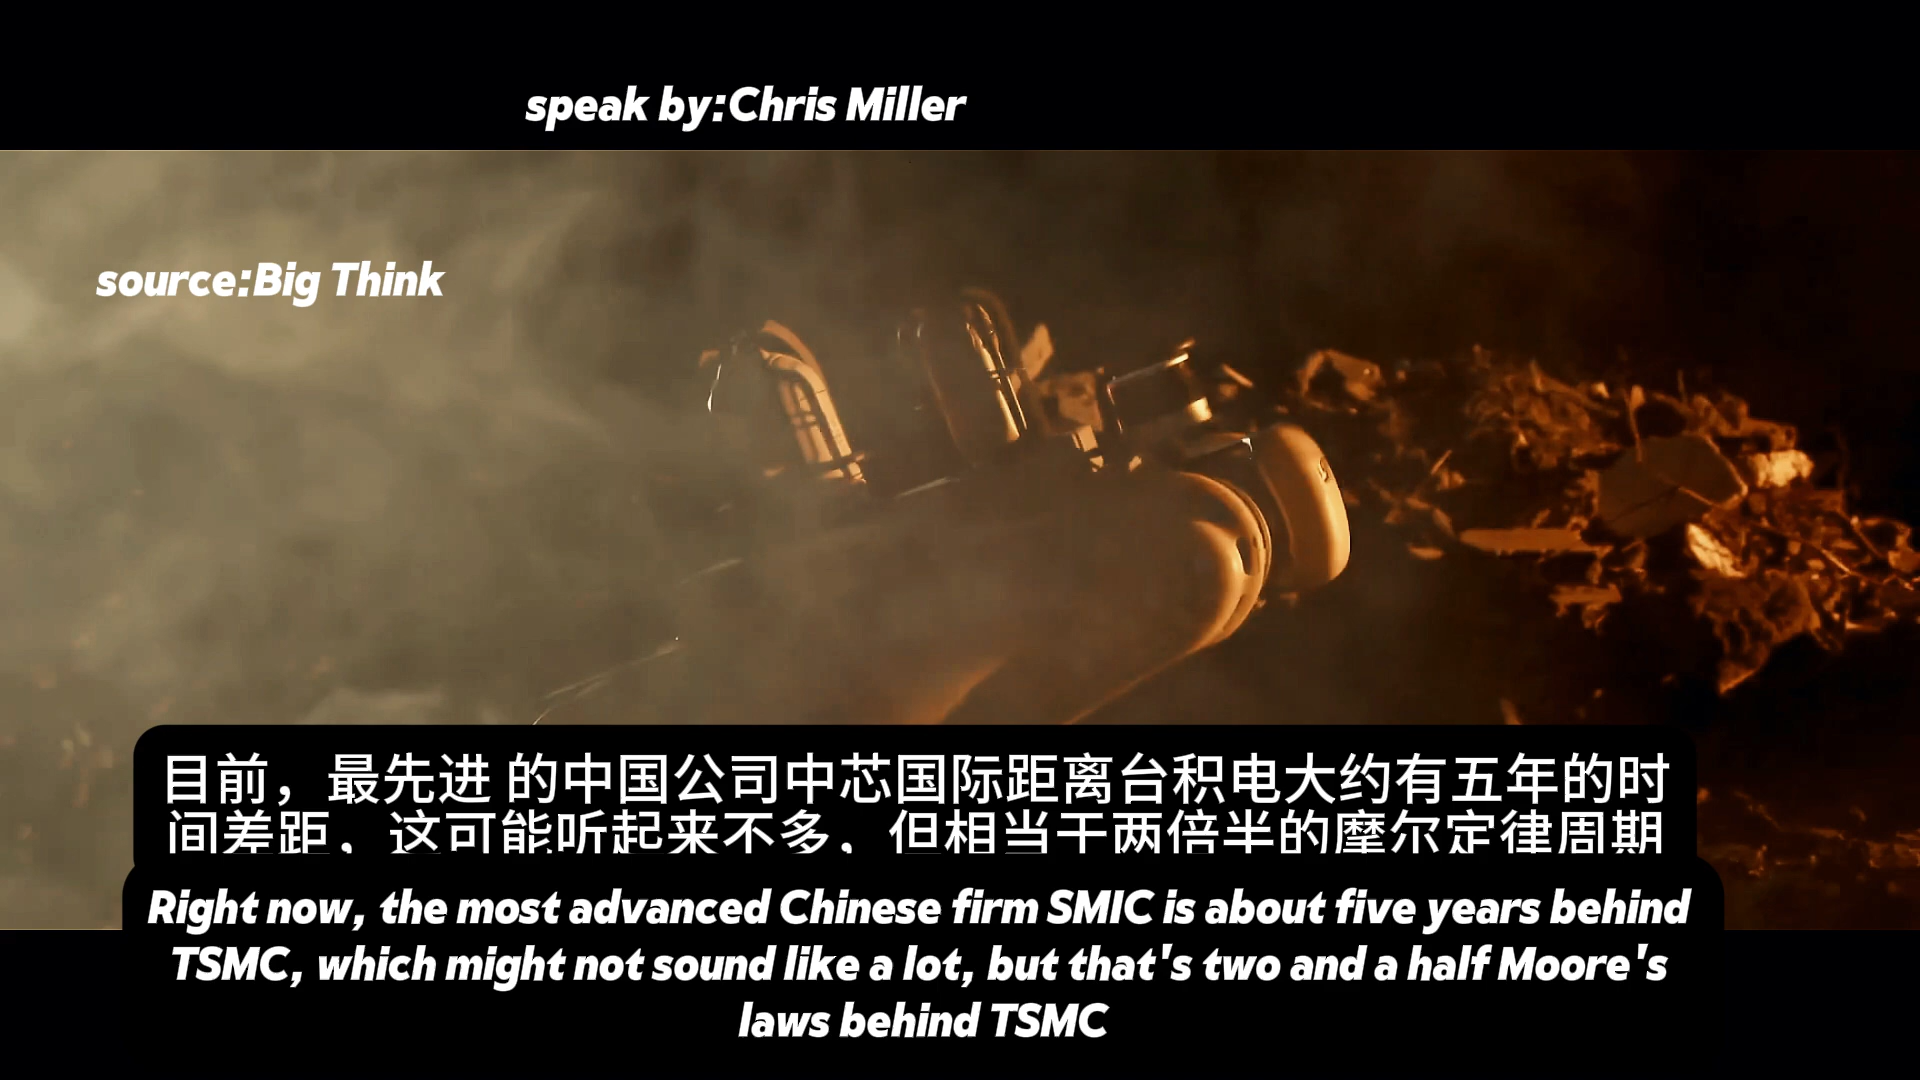 speak by:Chris Miller
source:Big Think
目前，最先进 的中国公司中芯国际距离台积电大约有五年的时
间差距，这可能听起来不多，但相当于两倍半的摩尔定律周期
Right now, the most advanced Chinese firm SMIC is about five years behind
TSMC, which might not sound like a lot, but that's two and a half Moore's
laws behind TSMC